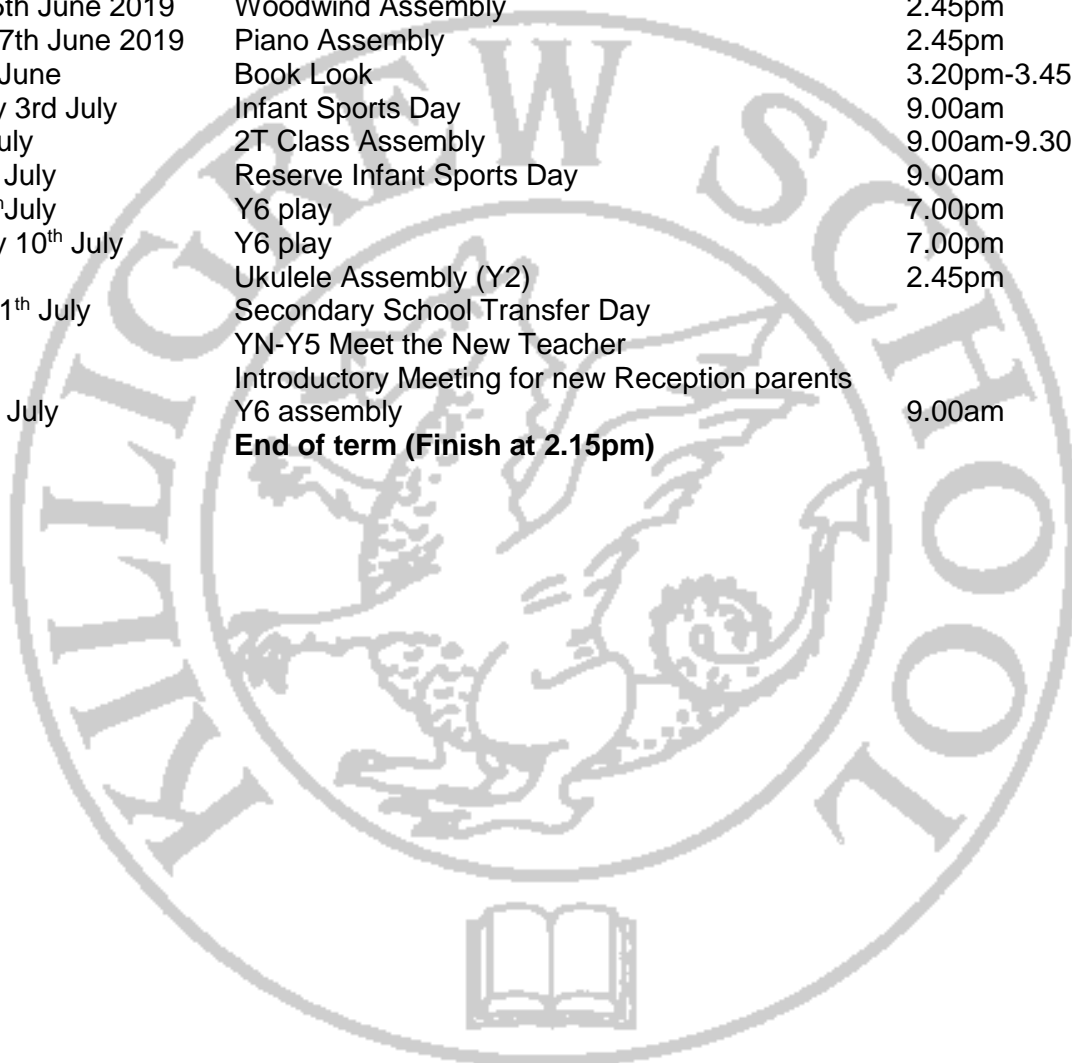 5th June 2019 Woodwind Assembly 2.45pm
7th June 2019 Piano Assembly 2.45pm
June Book Look 3.20pm-3.45
y 3rd July Infant Sports Day 9.00am
uly 2T Class Assembly 9.00am-9.30
July Reserve Infant Sports Day 9.00am
hJuly Y6 play 7.00pm
y 10th July Y6 play 7.00pm
Ukulele Assembly (Y2) 2.45pm
1th July Secondary School Transfer Day
YN-Y5 Meet the New Teacher
Introductory Meeting for new Reception parents
July Y6 assembly 9.00am
End of term (Finish at 2.15pm)
KILLIGREW SCHOOL